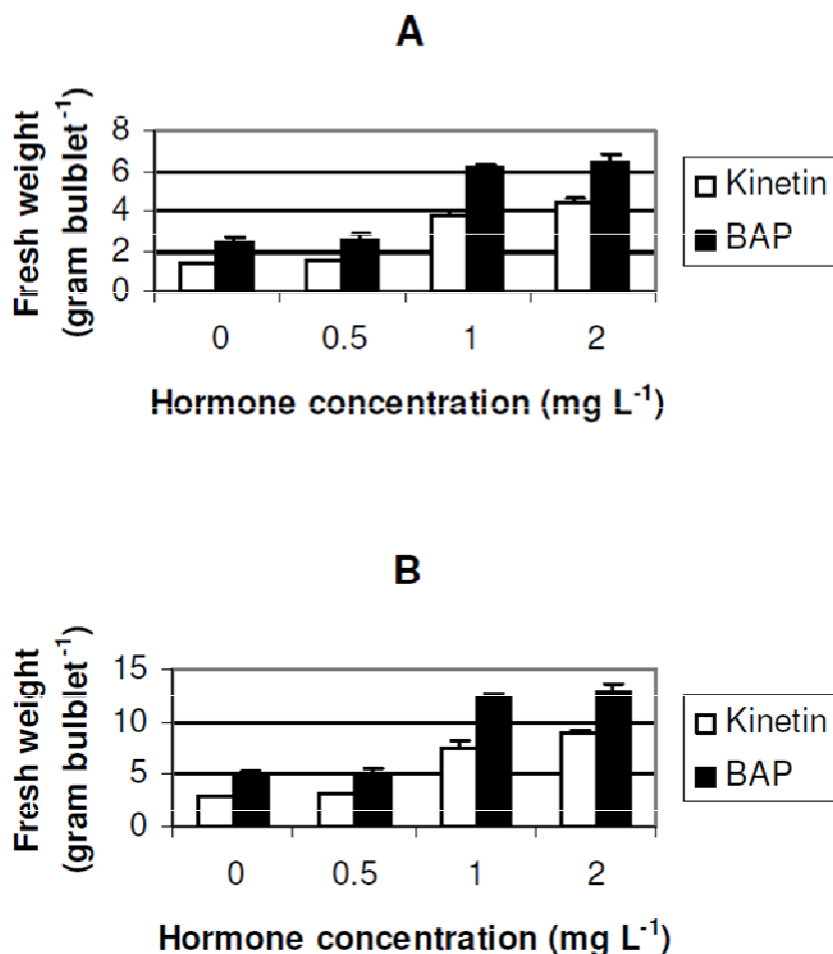 A
Fresh weight
(gram bulblet⁻¹)
8
6
4
2
0
0 0.5 1 2
Hormone concentration (mg L⁻¹)
Kinetin
BAP
B
Fresh weight
(gram bulblet⁻¹)
15
10
5
0
0 0.5 1 2
Hormone concentration (mg L⁻¹)
Kinetin
BAP